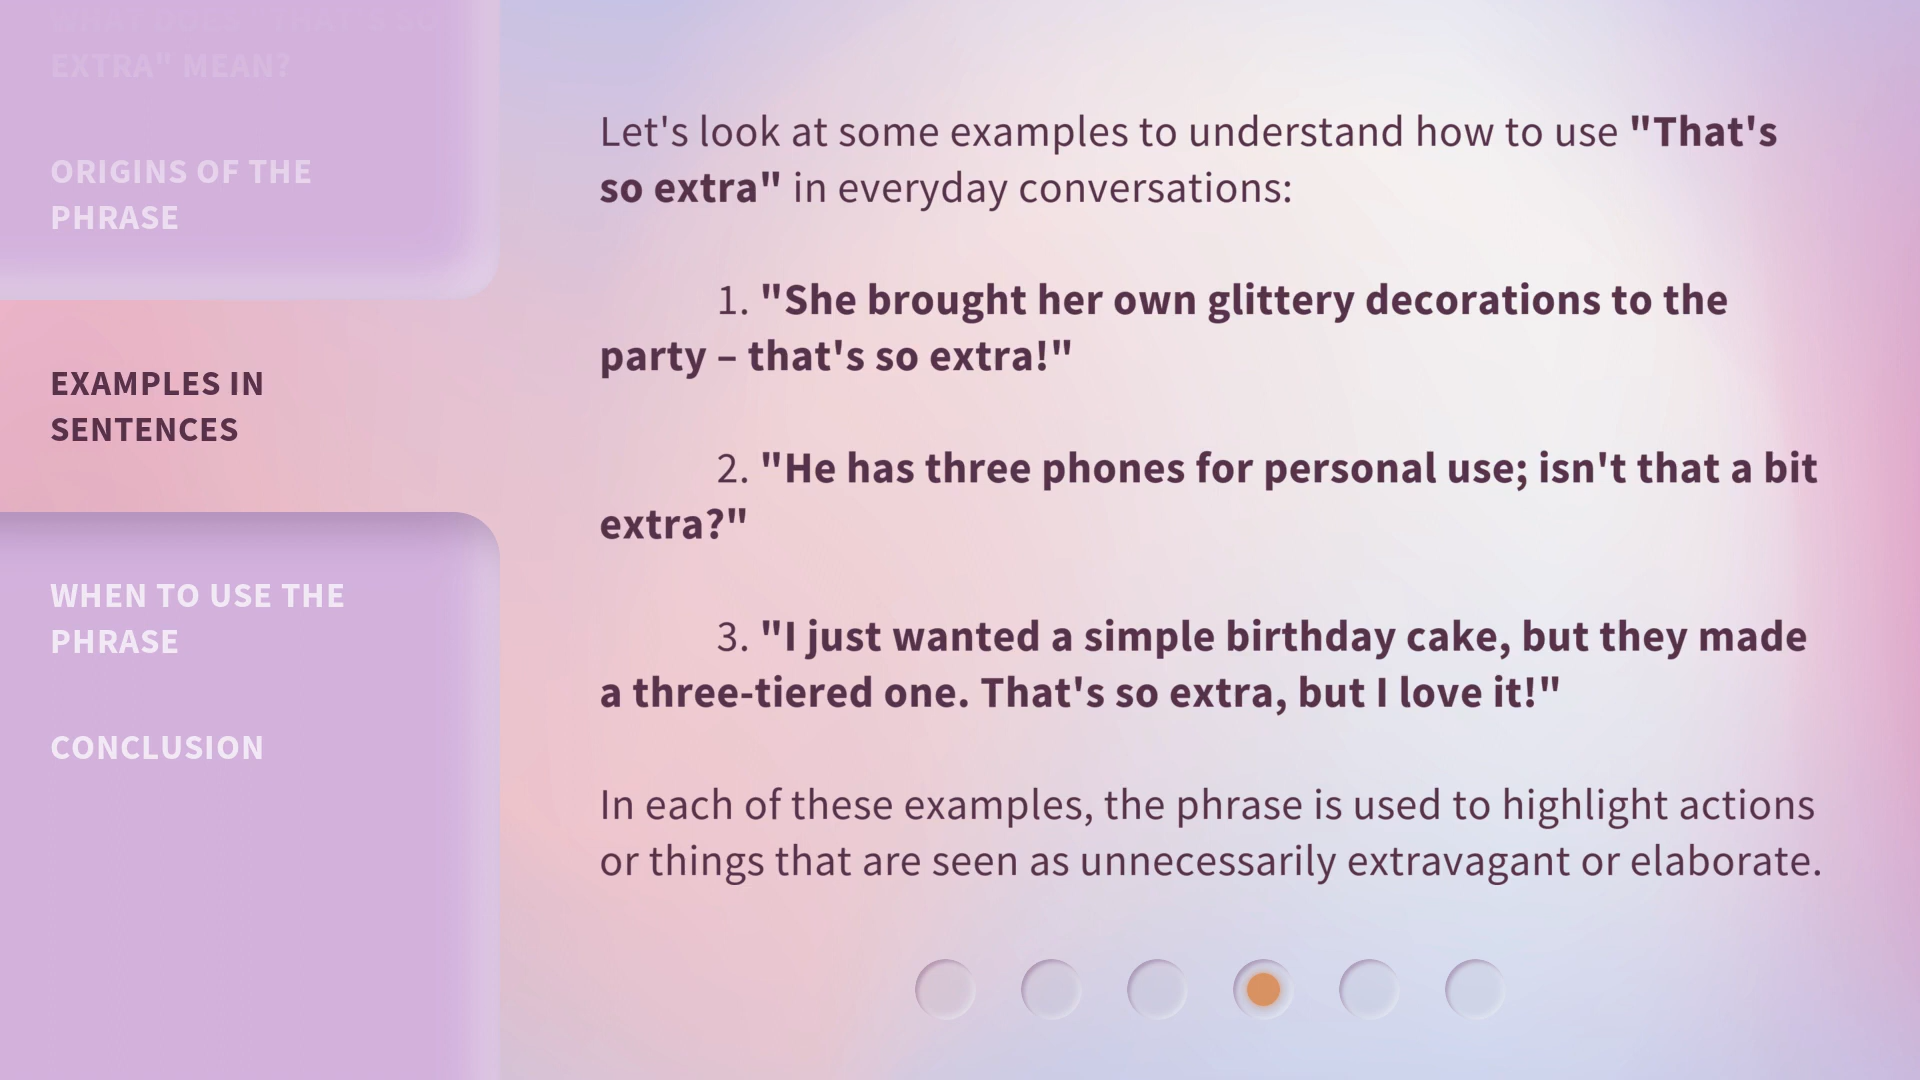 WHAT DOES "THAT'S SO
EXTRA" MEAN?
ORIGINS OF THE
PHRASE
EXAMPLES IN
SENTENCES
WHEN TO USE THE
PHRASE
CONCLUSION
Let's look at some examples to understand how to use "That's
so extra" in everyday conversations:
1. "She brought her own glittery decorations to the
party – that's so extra!"
2. "He has three phones for personal use; isn't that a bit
extra?"
3. "I just wanted a simple birthday cake, but they made
a three-tiered one. That's so extra, but I love it!"
In each of these examples, the phrase is used to highlight actions
or things that are seen as unnecessarily extravagant or elaborate.